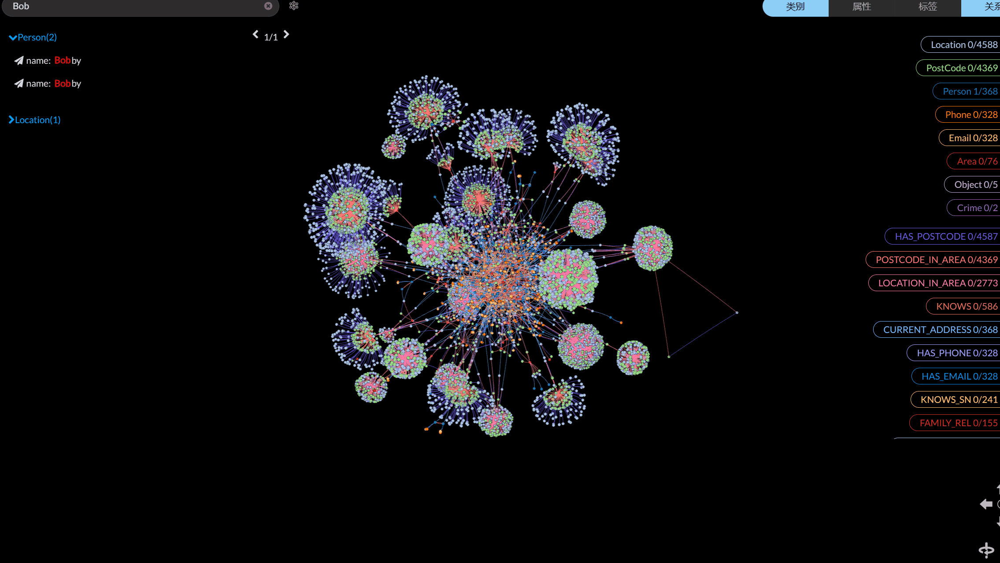 Bob
类别 属性 标签 关系
Person(2)
1/1
name: Bobby
name: Bobby
Location(1)
Location 0/4588
PostCode 0/4369
Person 1/368
Phone 0/328
Email 0/328
Area 0/76
Object 0/5
Crime 0/2
HAS_POSTCODE 0/4587
POSTCODE_IN_AREA 0/4369
LOCATION_IN_AREA 0/2773
KNOWS 0/586
CURRENT_ADDRESS 0/368
HAS_PHONE 0/328
HAS_EMAIL 0/328
KNOWS_SN 0/241
FAMILY_REL 0/155